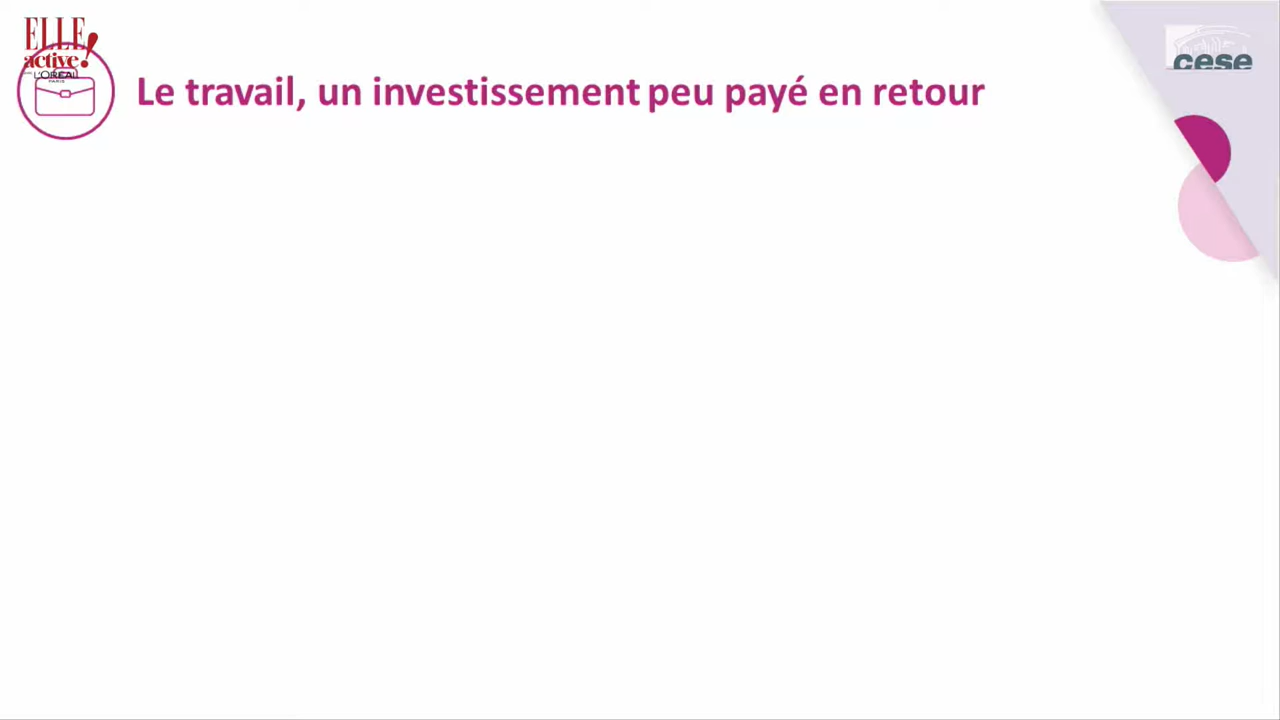 ELLE
active!
L'ORÉAL
PARIS
Le travail, un investissement peu payé en retour
cese